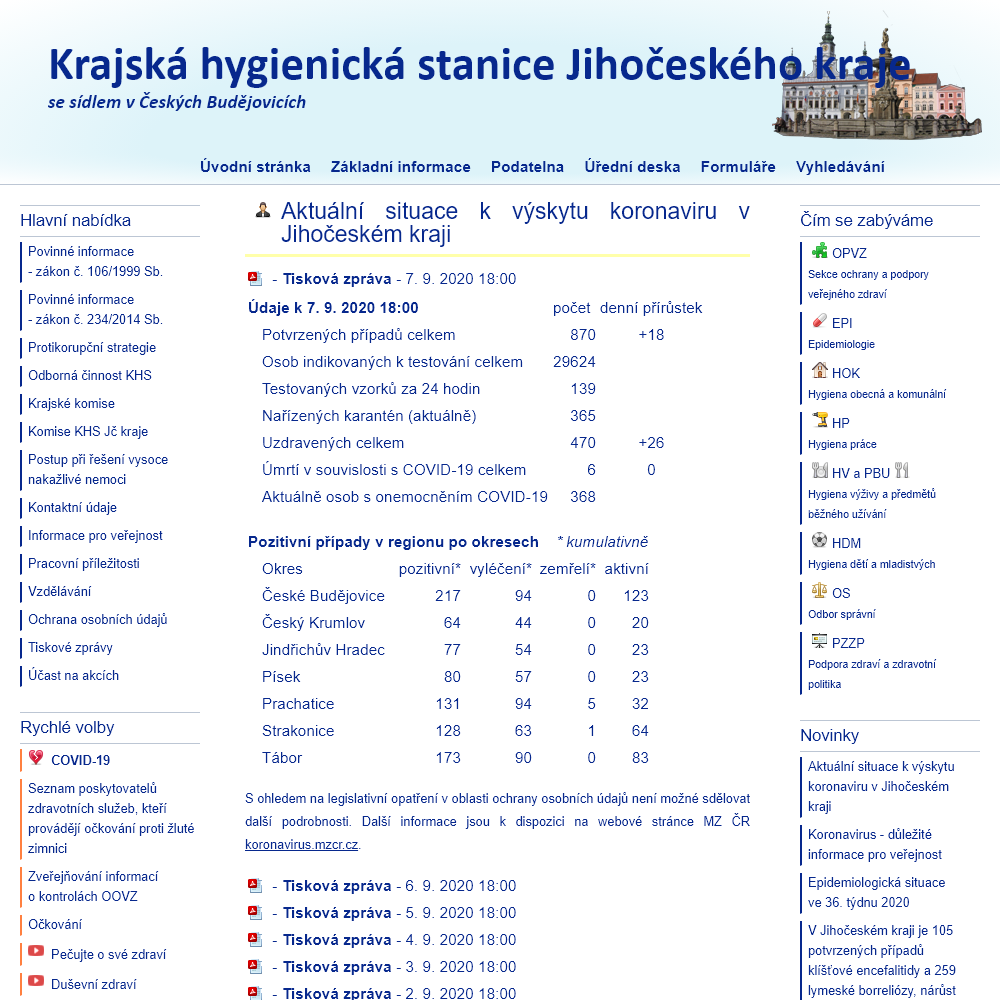 Krajská hygienická stanice Jihočeského kraje
se sídlem v Českých Budějovicích
Úvodní stránka Základní informace Podatelna Úřední deska Formuláře Vyhledávání
Hlavní nabídka
Povinné informace
- zákon č. 106/1999 Sb.
Povinné informace
- zákon č. 234/2014 Sb.
Protikorupční strategie
Odborná činnost KHS
Krajské komise
Komise KHS Jč kraje
Postup při řešení vysoce
nakažlivé nemoci
Kontaktní údaje
Informace pro veřejnost
Pracovní příležitosti
Vzdělávání
Ochrana osobních údajů
Tiskové zprávy
Účast na akcích
Rychlé volby
COVID-19
Seznam poskytovatelů
zdravotních služeb, kteří
provádějí očkování proti žluté
zimnici
Zveřejňování informací
o kontrolách OOVZ
Očkování
Pečujte o své zdraví
Duševní zdraví
Aktuální situace k výskytu koronaviru v
Jihočeském kraji
- Tisková zpráva - 7. 9. 2020 18:00
Údaje k 7. 9. 2020 18:00 počet denní přírůstek
Potvrzených případů celkem 870 +18
Osob indikovaných k testování celkem 29624
Testovaných vzorků za 24 hodin 139
Nařízených karantén (aktuálně) 365
Uzdravených celkem 470 +26
Úmrtí v souvislosti s COVID-19 celkem 6 0
Aktuálně osob s onemocněním COVID-19 368
Pozitivní případy v regionu po okresech * kumulativně
Okres pozitivní* vyléčení* zemřelí* aktivní
České Budějovice 217 94 0 123
Český Krumlov 64 44 0 20
Jindřichův Hradec 77 54 0 23
Písek 80 57 0 23
Prachatice 131 94 5 32
Strakonice 128 63 1 64
Tábor 173 90 0 83
S ohledem na legislativní opatření v oblasti ochrany osobních údajů není možné sdělovat
další podrobnosti. Další informace jsou k dispozici na webové stránce MZ ČR
koronavirus.mzcr.cz.
- Tisková zpráva - 6. 9. 2020 18:00
- Tisková zpráva - 5. 9. 2020 18:00
- Tisková zpráva - 4. 9. 2020 18:00
- Tisková zpráva - 3. 9. 2020 18:00
- Tisková zpráva - 2. 9. 2020 18:00
Čím se zabýváme
OPVZ
Sekce ochrany a podpory
veřejného zdraví
EPI
Epidemiologie
HOK
Hygiena obecná a komunální
HP
Hygiena práce
HV a PBU
Hygiena výživy a předmětů
běžného užívání
HDM
Hygiena dětí a mladistvých
OS
Odbor správní
PZZP
Podpora zdraví a zdravotní
politika
Novinky
Aktuální situace k výskytu
koronaviru v Jihočeském
kraji
Koronavirus - důležité
informace pro veřejnost
Epidemiologická situace
ve 36. týdnu 2020
V Jihočeském kraji je 105
potvrzených případů
klíšťové encefalitidy a 259
lymeské borreliózy, nárůst